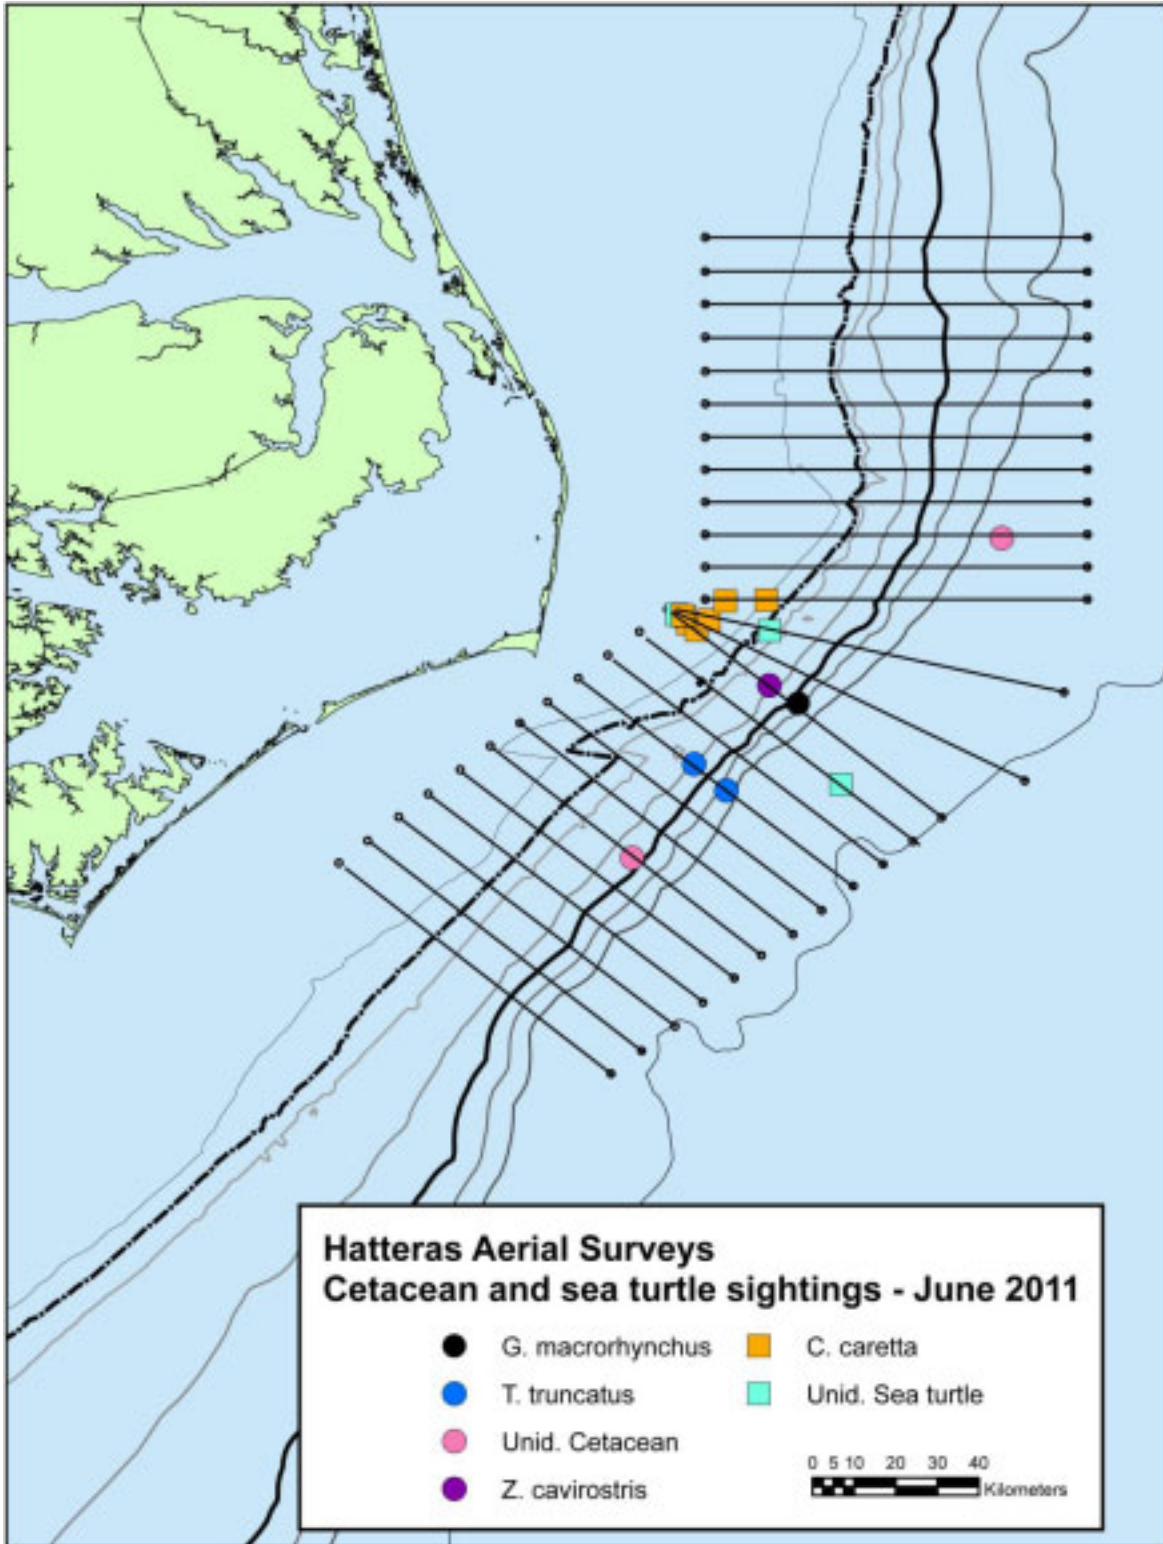 Hatteras Aerial Surveys
Cetacean and sea turtle sightings - June 2011
G. macrorhynchus
C. caretta
T. truncatus
Unid. Sea turtle
Unid. Cetacean
Z. cavirostris
0 5 10 20 30 40
Kilometers